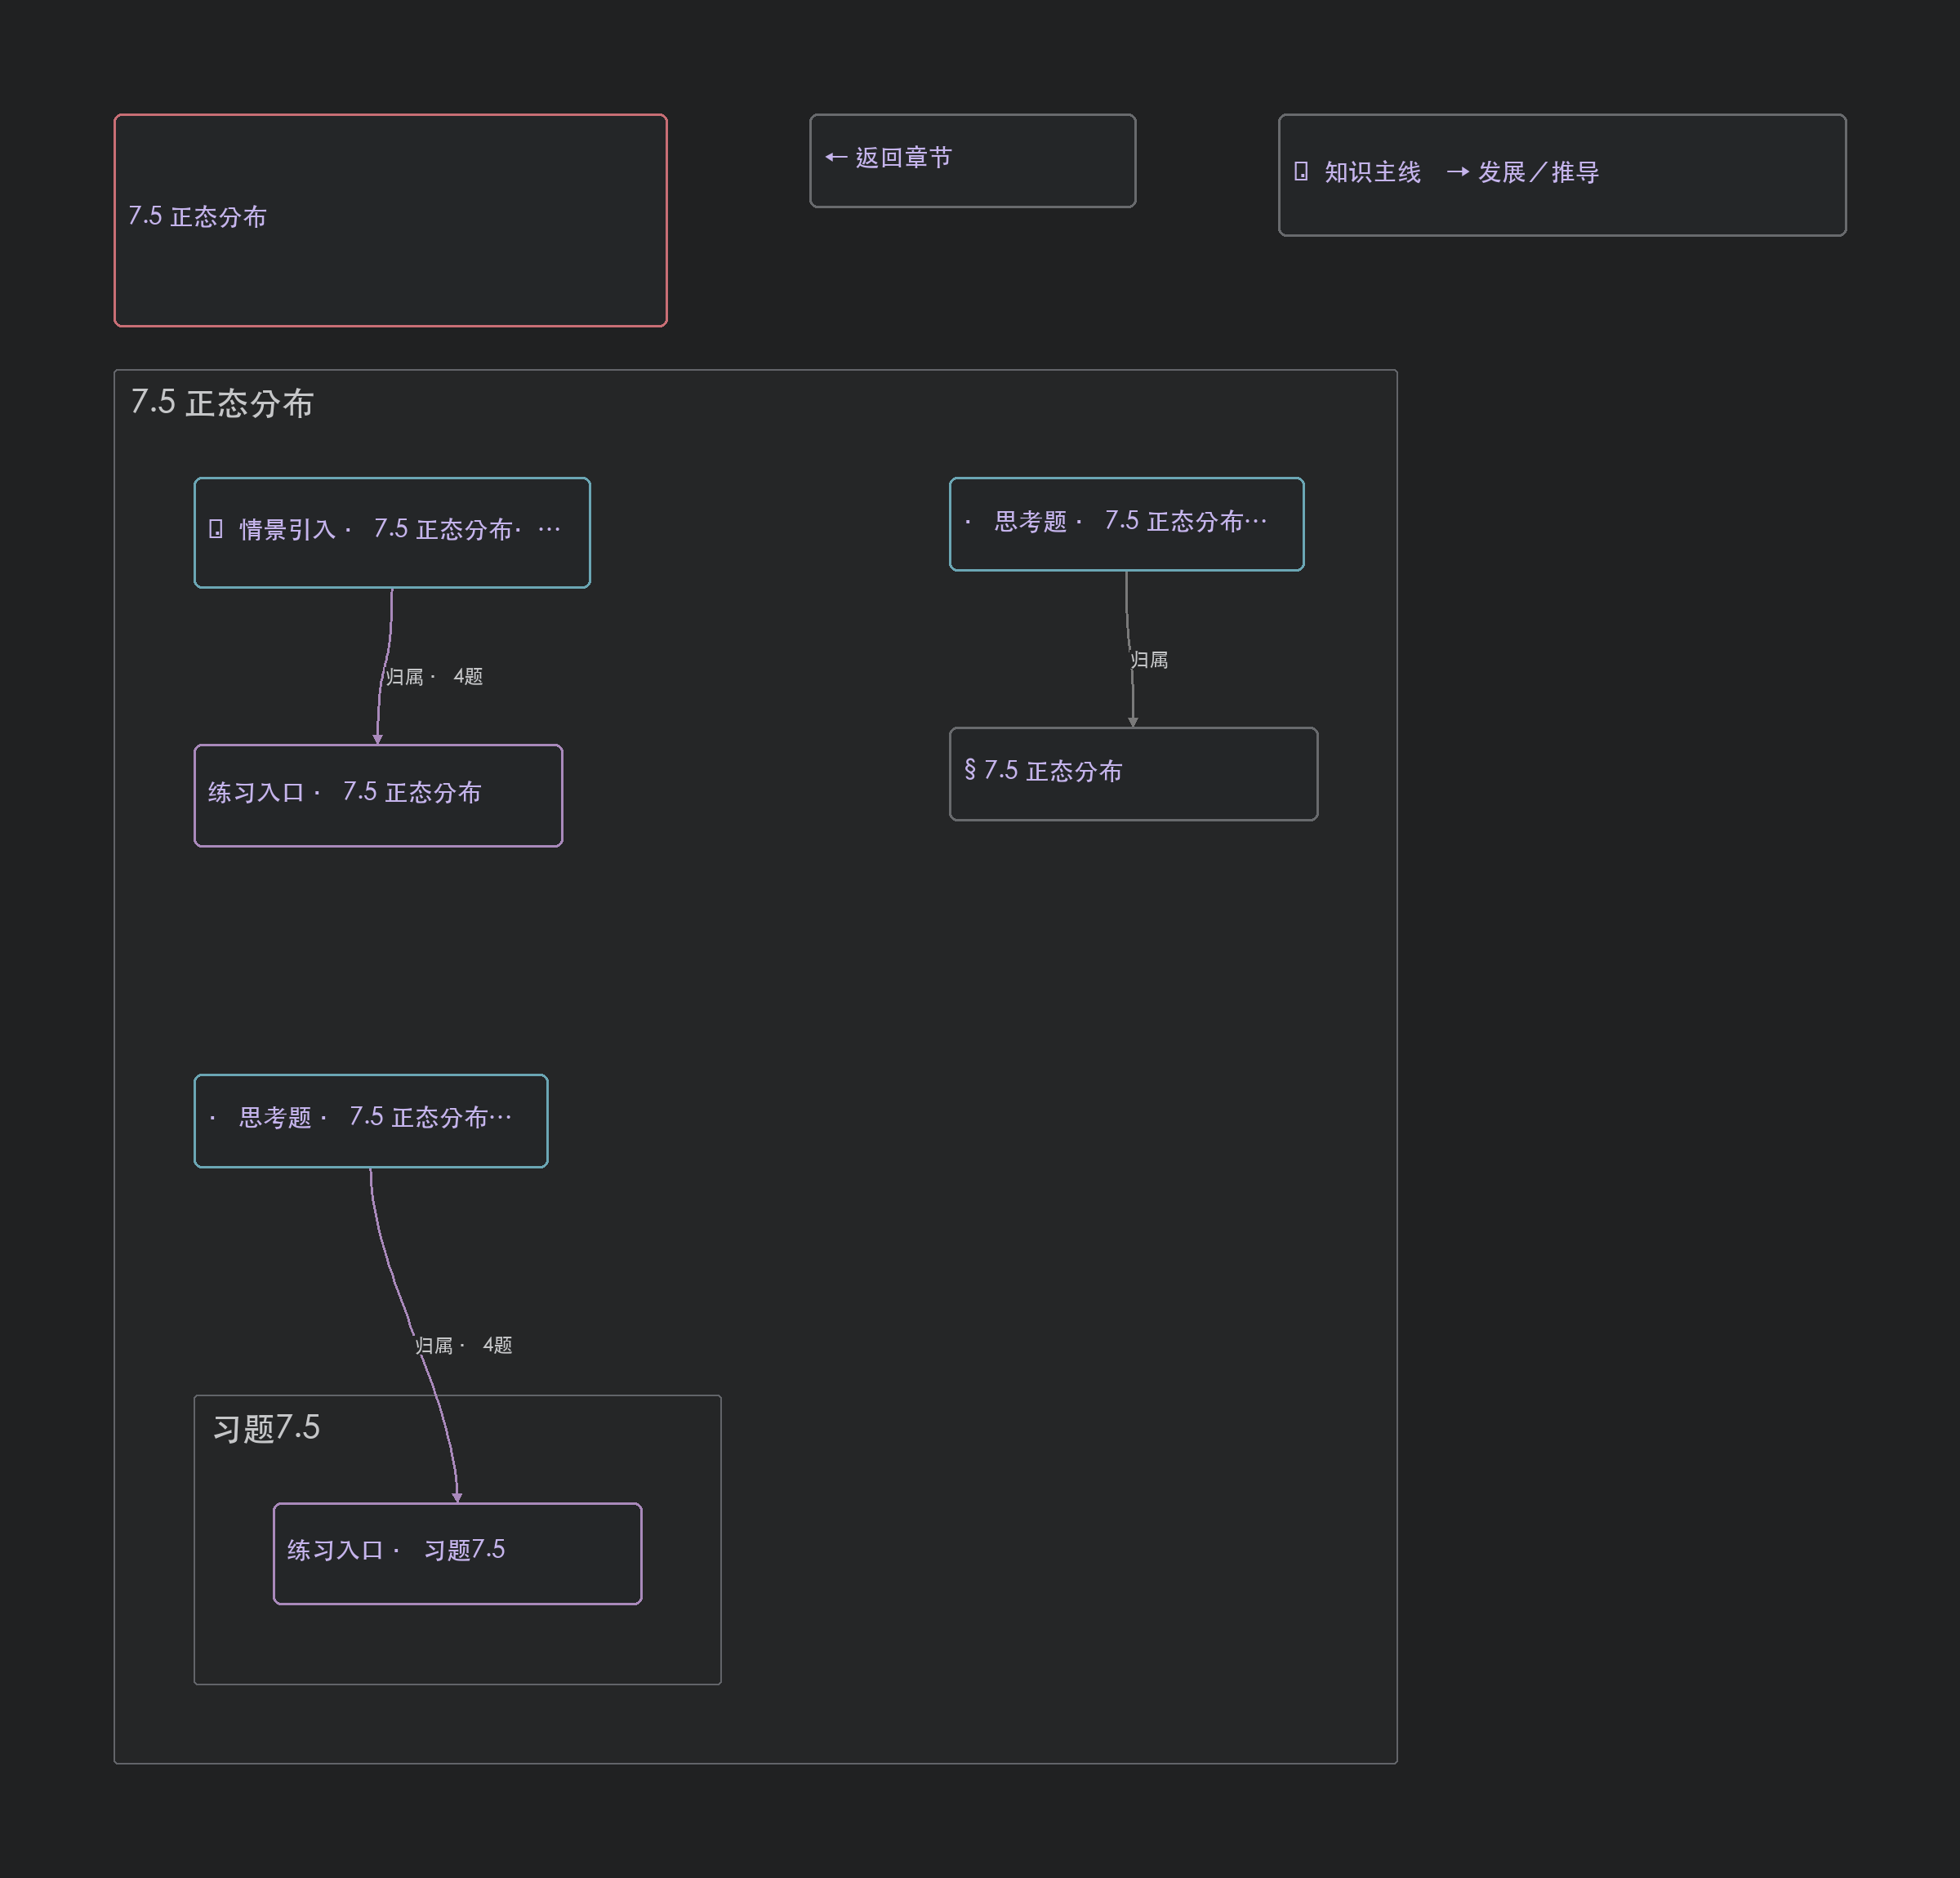 7.5 正态分布
← 返回章节
知识主线 → 发展／推导
7.5 正态分布
情景引入 · 7.5 正态分布· …
· 思考题 · 7.5 正态分布…
归属 · 4题
归属
练习入口 · 7.5 正态分布
§ 7.5 正态分布
· 思考题 · 7.5 正态分布…
归属 · 4题
习题7.5
练习入口 · 习题7.5